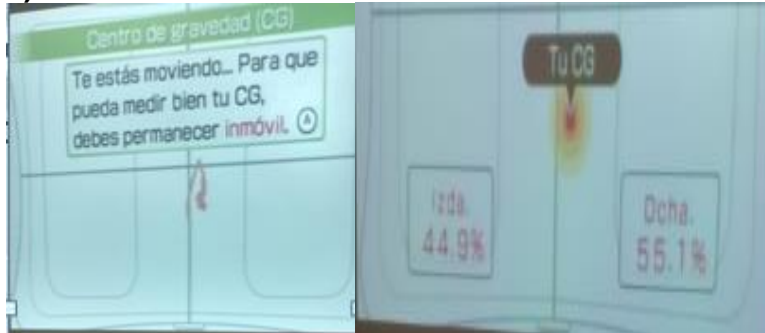 Centro de gravedad (CG)
Te estás moviendo... Para que
pueda medir bien tu CG,
debes permanecer inmóvil. A
Tu CG
Izda.
44.9%
Dcha.
55.1%